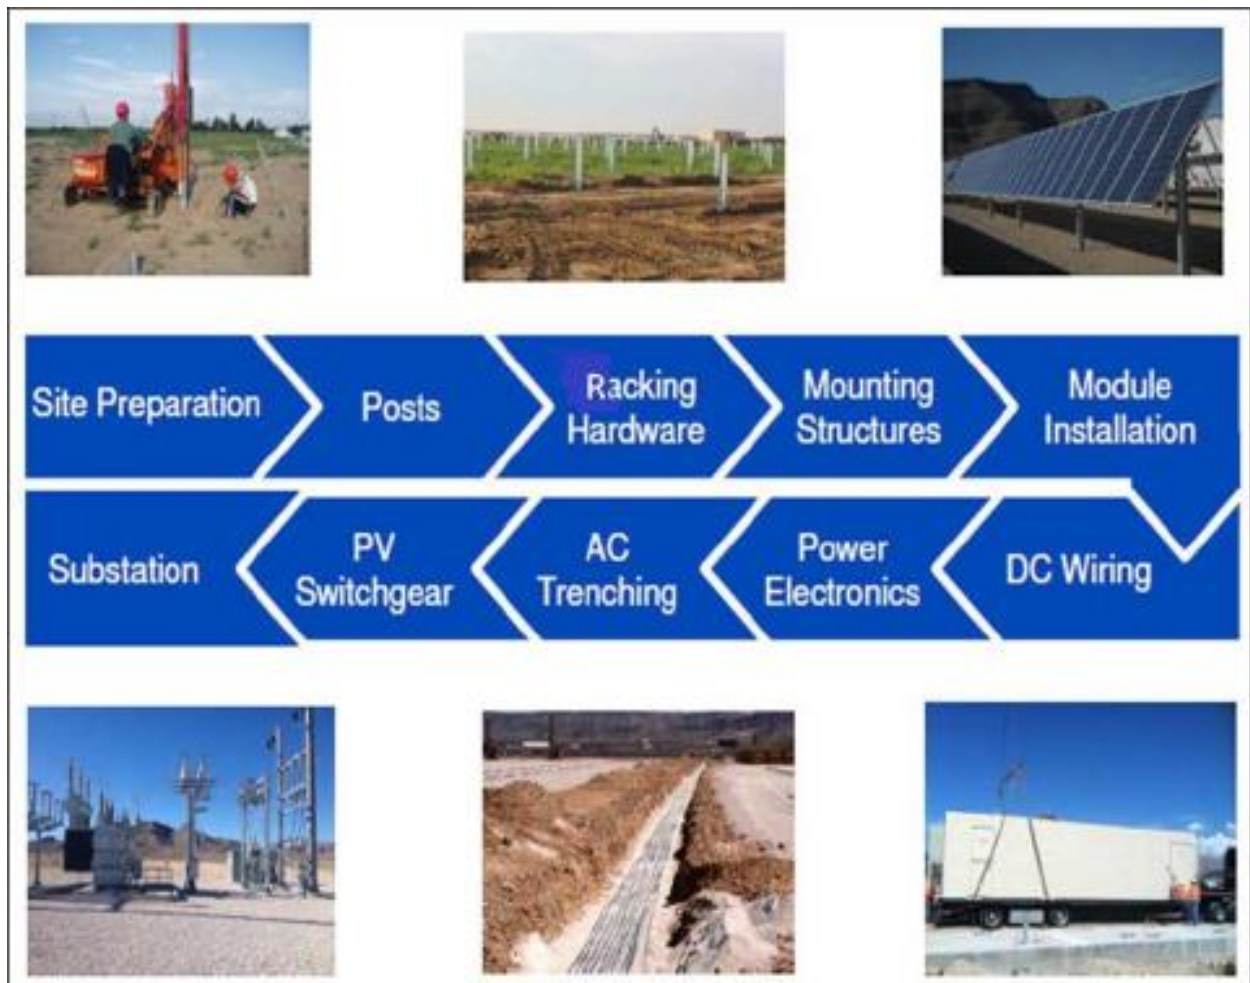 Site Preparation
Posts
Racking
Hardware
Mounting
Structures
Module
Installation
DC Wiring
Power
Electronics
AC
Trenching
PV
Switchgear
Substation